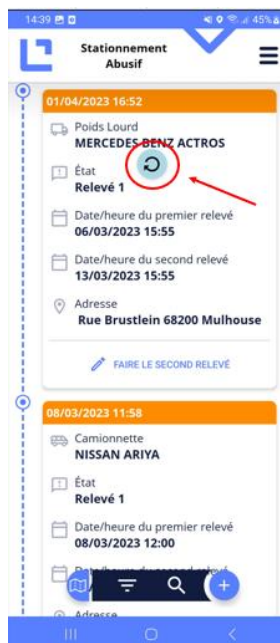 14:39
45%
Stationnement
Abusif
01/04/2023 16:52
Poids Lourd
MERCEDES BENZ ACTROS
État
Relevé 1
Date/heure du premier relevé
06/03/2023 15:55
Date/heure du second relevé
13/03/2023 15:55
Adresse
Rue Brustlein 68200 Mulhouse
FAIRE LE SECOND RELEVÉ
08/03/2023 11:58
Camionnette
NISSAN ARIYA
État
Relevé 1
Date/heure du premier relevé
08/03/2023 12:00
Adresse